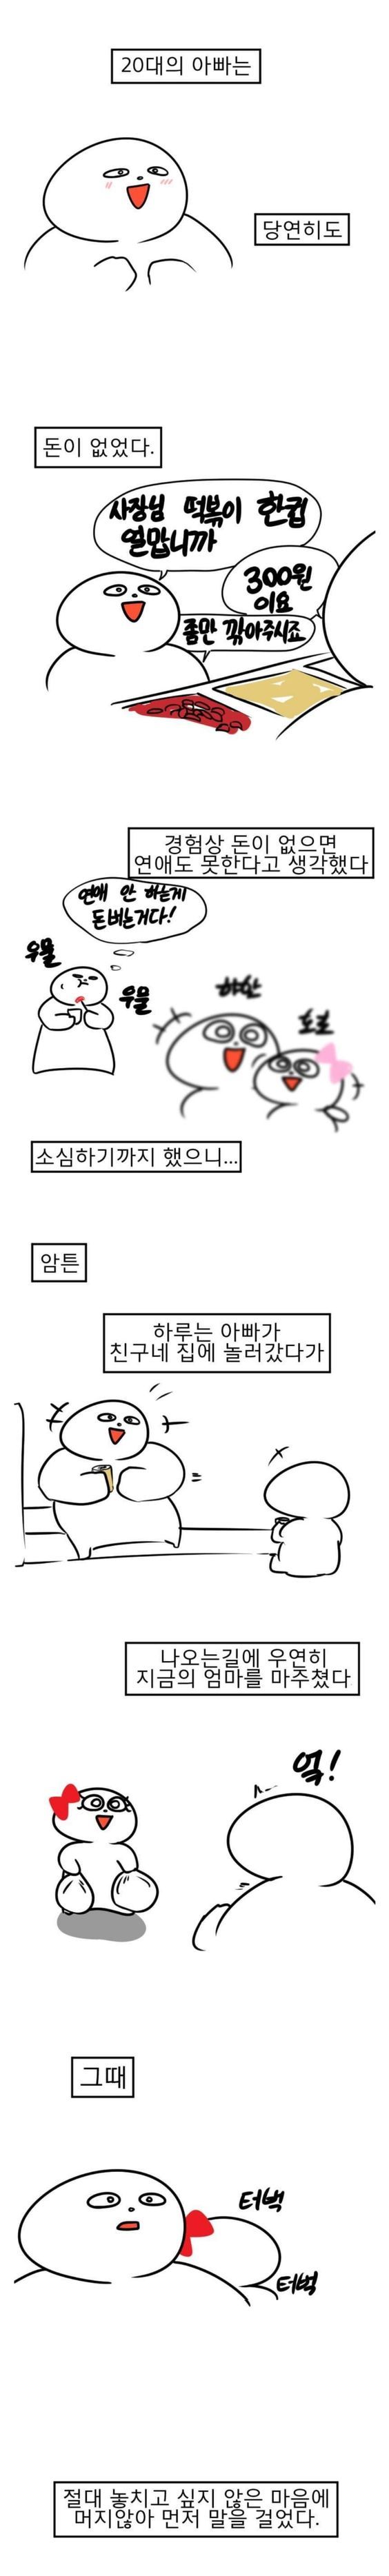 20대의 아빠는
당연히도
돈이 없었다.
사장님 떡볶이 한컵
얼맙니까
300원
이요
좀만 깎아주시죠
경험상 돈이 없으면
연애도 못한다고 생각했다
연애 안 하는게
돈버는거다!
우물
우물
하하
호호
소심하기까지 했으니...
암튼
하루는 아빠가
친구네 집에 놀러갔다가
나오는길에 우연히
지금의 엄마를 마주쳤다
엌!
그때
터벅
터벅
절대 놓치고 싶지 않은 마음에
머지않아 먼저 말을 걸었다.